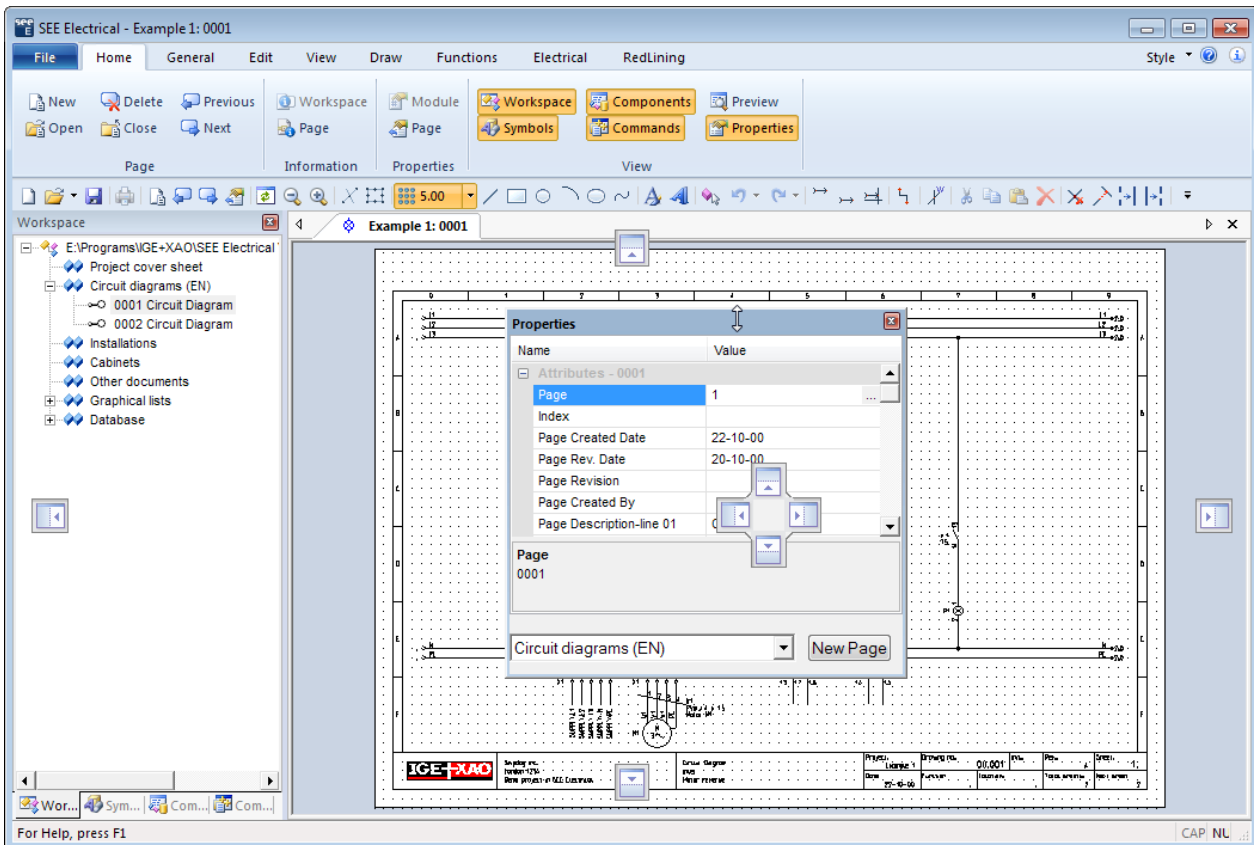 SEE Electrical - Example 1: 0001
File Home General Edit View Draw Functions Electrical RedLining Style
New Delete Previous Workspace Module Workspace Components Preview
Open Close Next Page Page Symbols Commands Properties
Page Information Properties View
5.00
Workspace
Example 1: 0001
E:\Programs\IGE+XAO\SEE Electrical
Project cover sheet
Circuit diagrams (EN)
0001 Circuit Diagram
0002 Circuit Diagram
Installations
Cabinets
Other documents
Graphical lists
Database
Properties
Name Value
Attributes - 0001
Page 1 ...
Index
Page Created Date 22-10-00
Page Rev. Date 20-10-00
Page Revision
Page Created By
Page Description-line 01
Page
0001
Circuit diagrams (EN) New Page
IGE+XAO
Wor... Sym... Com... Com...
For Help, press F1 CAP NU